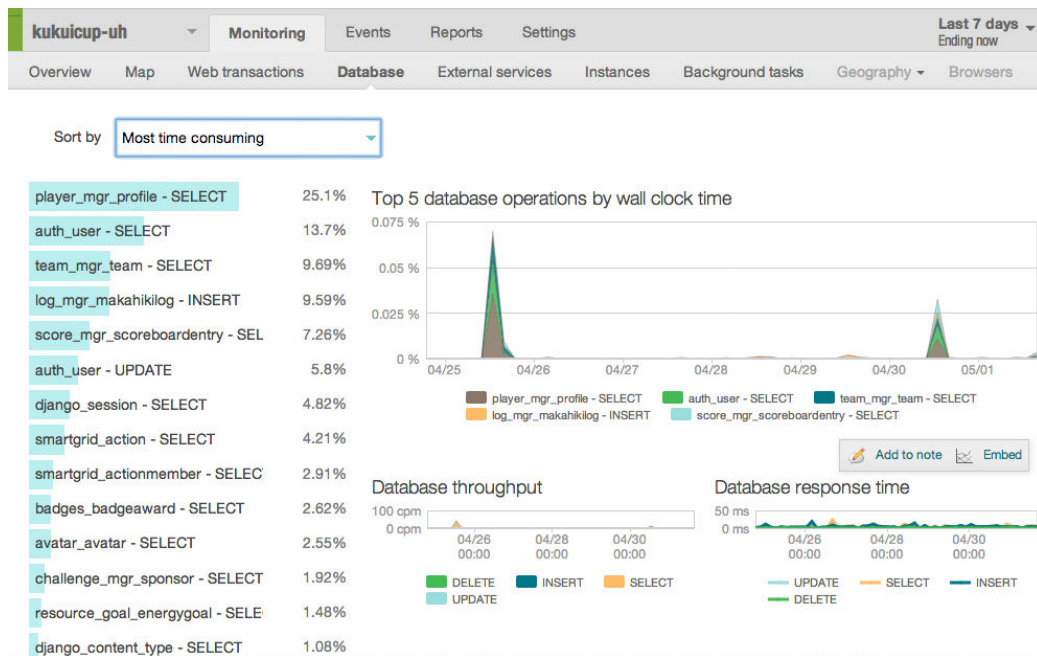 kukuicup-uh Monitoring Events Reports Settings Last 7 days
Ending now
Overview Map Web transactions Database External services Instances Background tasks Geography Browsers
Sort by Most time consuming
player_mgr_profile - SELECT 25.1%
auth_user - SELECT 13.7%
team_mgr_team - SELECT 9.69%
log_mgr_makahikilog - INSERT 9.59%
score_mgr_scoreboardentry - SEL 7.26%
auth_user - UPDATE 5.8%
django_session - SELECT 4.82%
smartgrid_action - SELECT 4.21%
smartgrid_actionmember - SELEC 2.91%
badges_badgeaward - SELECT 2.62%
avatar_avatar - SELECT 2.55%
challenge_mgr_sponsor - SELECT 1.92%
resource_goal_energygoal - SELE 1.48%
django_content_type - SELECT 1.08%
Top 5 database operations by wall clock time
0.075 %
0.05 %
0.025 %
0 %
04/25 04/26 04/27 04/28 04/29 04/30 05/01
player_mgr_profile - SELECT auth_user - SELECT team_mgr_team - SELECT
log_mgr_makahikilog - INSERT score_mgr_scoreboardentry - SELECT
Add to note Embed
Database throughput
100 cpm
0 cpm
04/26 04/28 04/30
00:00 00:00 00:00
DELETE INSERT SELECT
UPDATE
Database response time
50 ms
0 ms
04/26 04/28 04/30
00:00 00:00 00:00
UPDATE SELECT INSERT
DELETE